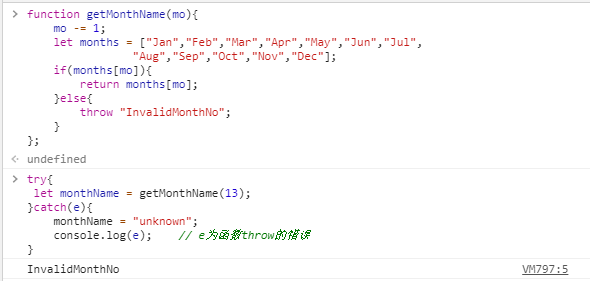 function getMonthName(mo){
mo -= 1;
let months = ["Jan","Feb","Mar","Apr","May","Jun","Jul",
"Aug","Sep","Oct","Nov","Dec"];
if(months[mo]){
return months[mo];
}else{
throw "InvalidMonthNo";
}
};
undefined
try{
let monthName = getMonthName(13);
}catch(e){
monthName = "unknown";
console.log(e); // e为函数throw的错误
}
InvalidMonthNo VM797:5